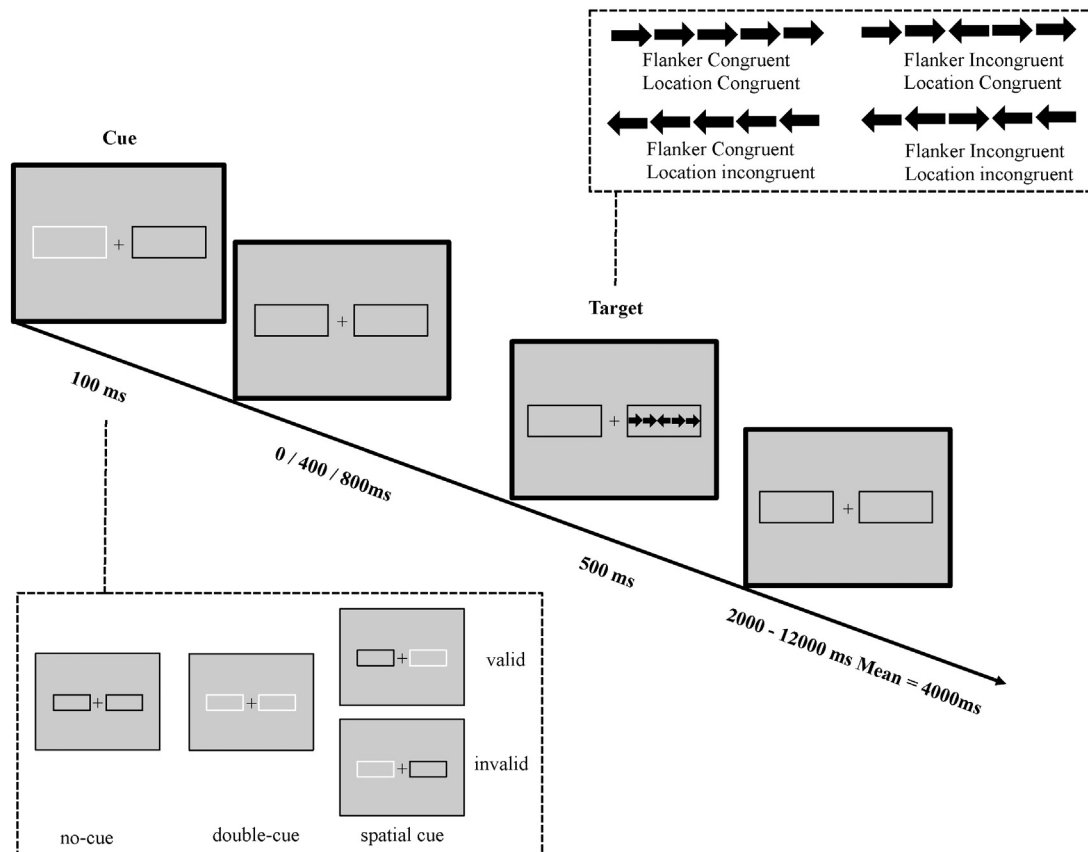 Flanker Congruent
Location Congruent
Flanker Incongruent
Location Congruent
Flanker Congruent
Location incongruent
Flanker Incongruent
Location incongruent
Cue
+
+
Target
+
+
100 ms
0 / 400 / 800ms
500 ms
2000 - 12000 ms Mean = 4000ms
+
valid
+
+
+
invalid
no-cue
double-cue
spatial cue